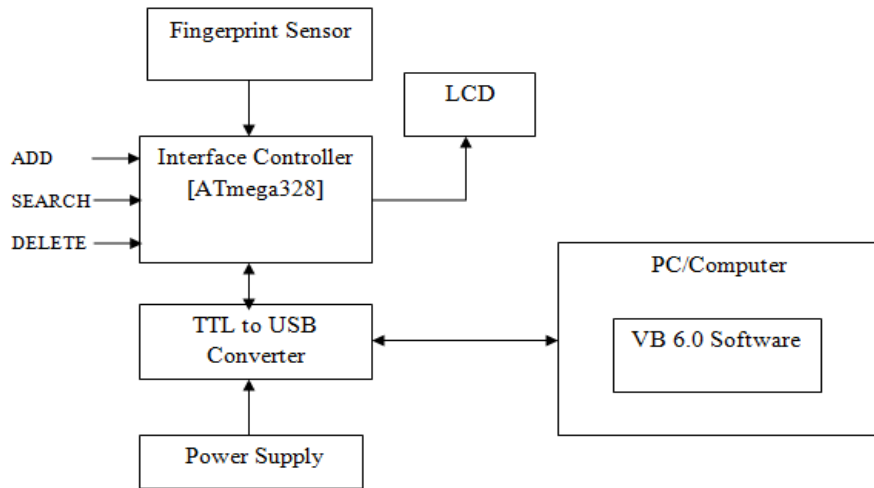 Fingerprint Sensor
LCD
Interface Controller
[ATmega328]
ADD
SEARCH
DELETE
PC/Computer
VB 6.0 Software
TTL to USB
Converter
Power Supply